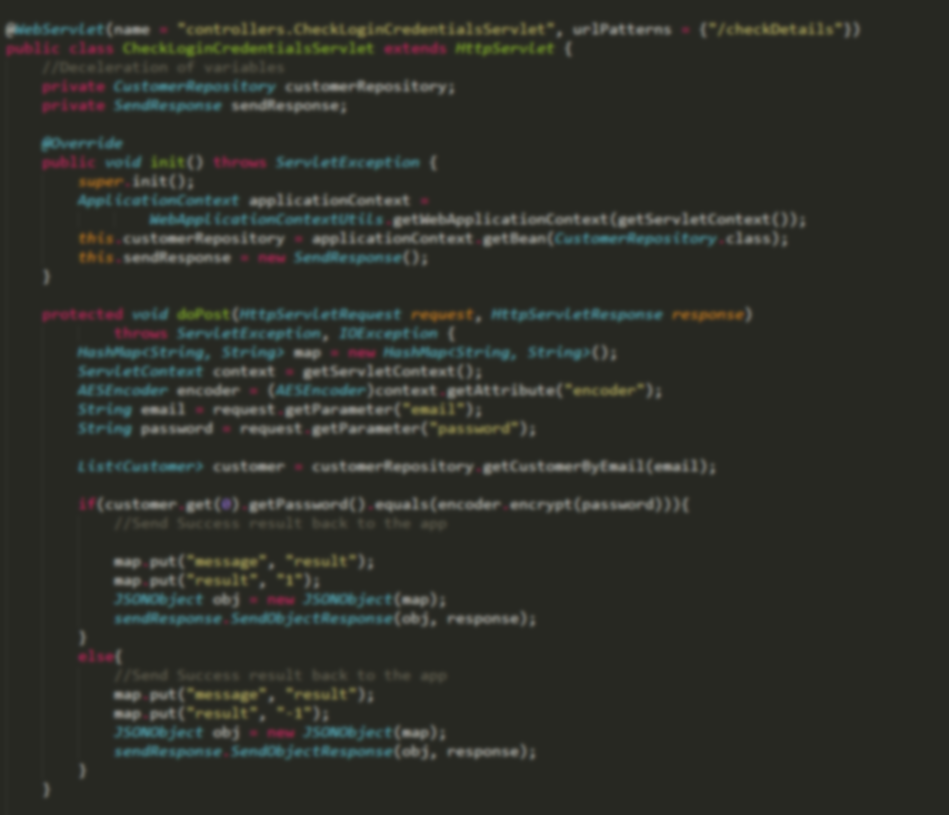 @WebServlet(name = "controllers.CheckLoginCredentialsServlet", urlPatterns = {"/checkDetails"})
public class CheckLoginCredentialsServlet extends HttpServlet {
//Deceleration of variables
private CustomerRepository customerRepository;
private SendResponse sendResponse;
@Override
public void init() throws ServletException {
super.init();
ApplicationContext applicationContext =
WebApplicationContextUtils.getWebApplicationContext(getServletContext());
this.customerRepository = applicationContext.getBean(CustomerRepository.class);
this.sendResponse = new SendResponse();
}
protected void doPost(HttpServletRequest request, HttpServletResponse response)
throws ServletException, IOException {
HashMap<String, String> map = new HashMap<String, String>();
ServletContext context = getServletContext();
AESEncoder encoder = (AESEncoder)context.getAttribute("encoder");
String email = request.getParameter("email");
String password = request.getParameter("password");
List<Customer> customer = customerRepository.getCustomerByEmail(email);
if(customer.get(0).getPassword().equals(encoder.encrypt(password))){
//Send Success result back to the app
map.put("message", "result");
map.put("result", "1");
JSONObject obj = new JSONObject(map);
sendResponse.SendObjectResponse(obj, response);
}
else{
//Send Success result back to the app
map.put("message", "result");
map.put("result", "-1");
JSONObject obj = new JSONObject(map);
sendResponse.SendObjectResponse(obj, response);
}
}